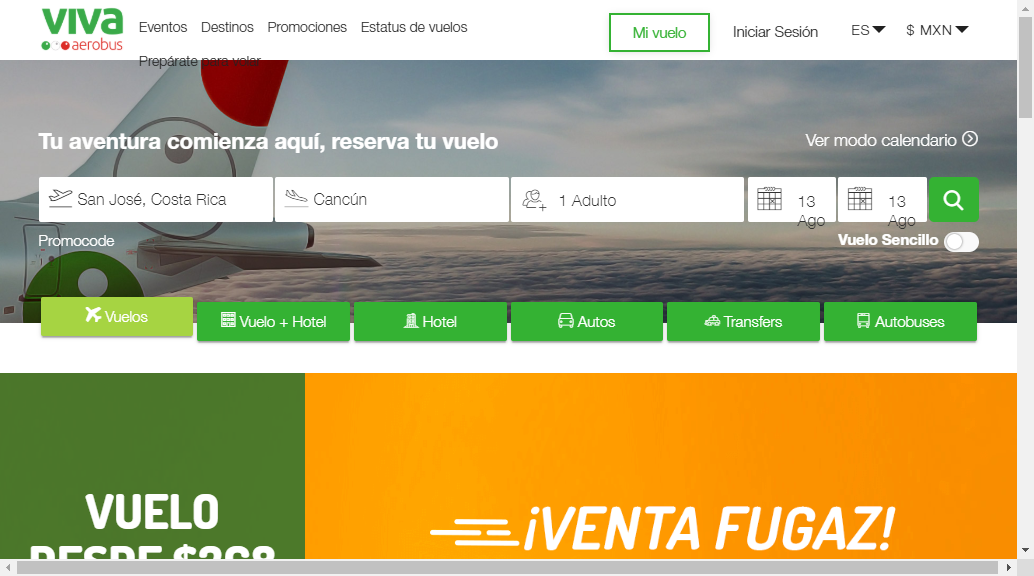 viva
aerobus
Eventos Destinos Promociones Estatus de vuelos
Prepárate para volar
Mi vuelo Iniciar Sesión ES $ MXN
Tu aventura comienza aquí, reserva tu vuelo
Ver modo calendario
San José, Costa Rica Cancún 1 Adulto 13 Ago 13 Ago
Promocode
Vuelo Sencillo
Vuelos Vuelo + Hotel Hotel Autos Transfers Autobuses
VUELO
DESDE $268
¡VENTA FUGAZ!